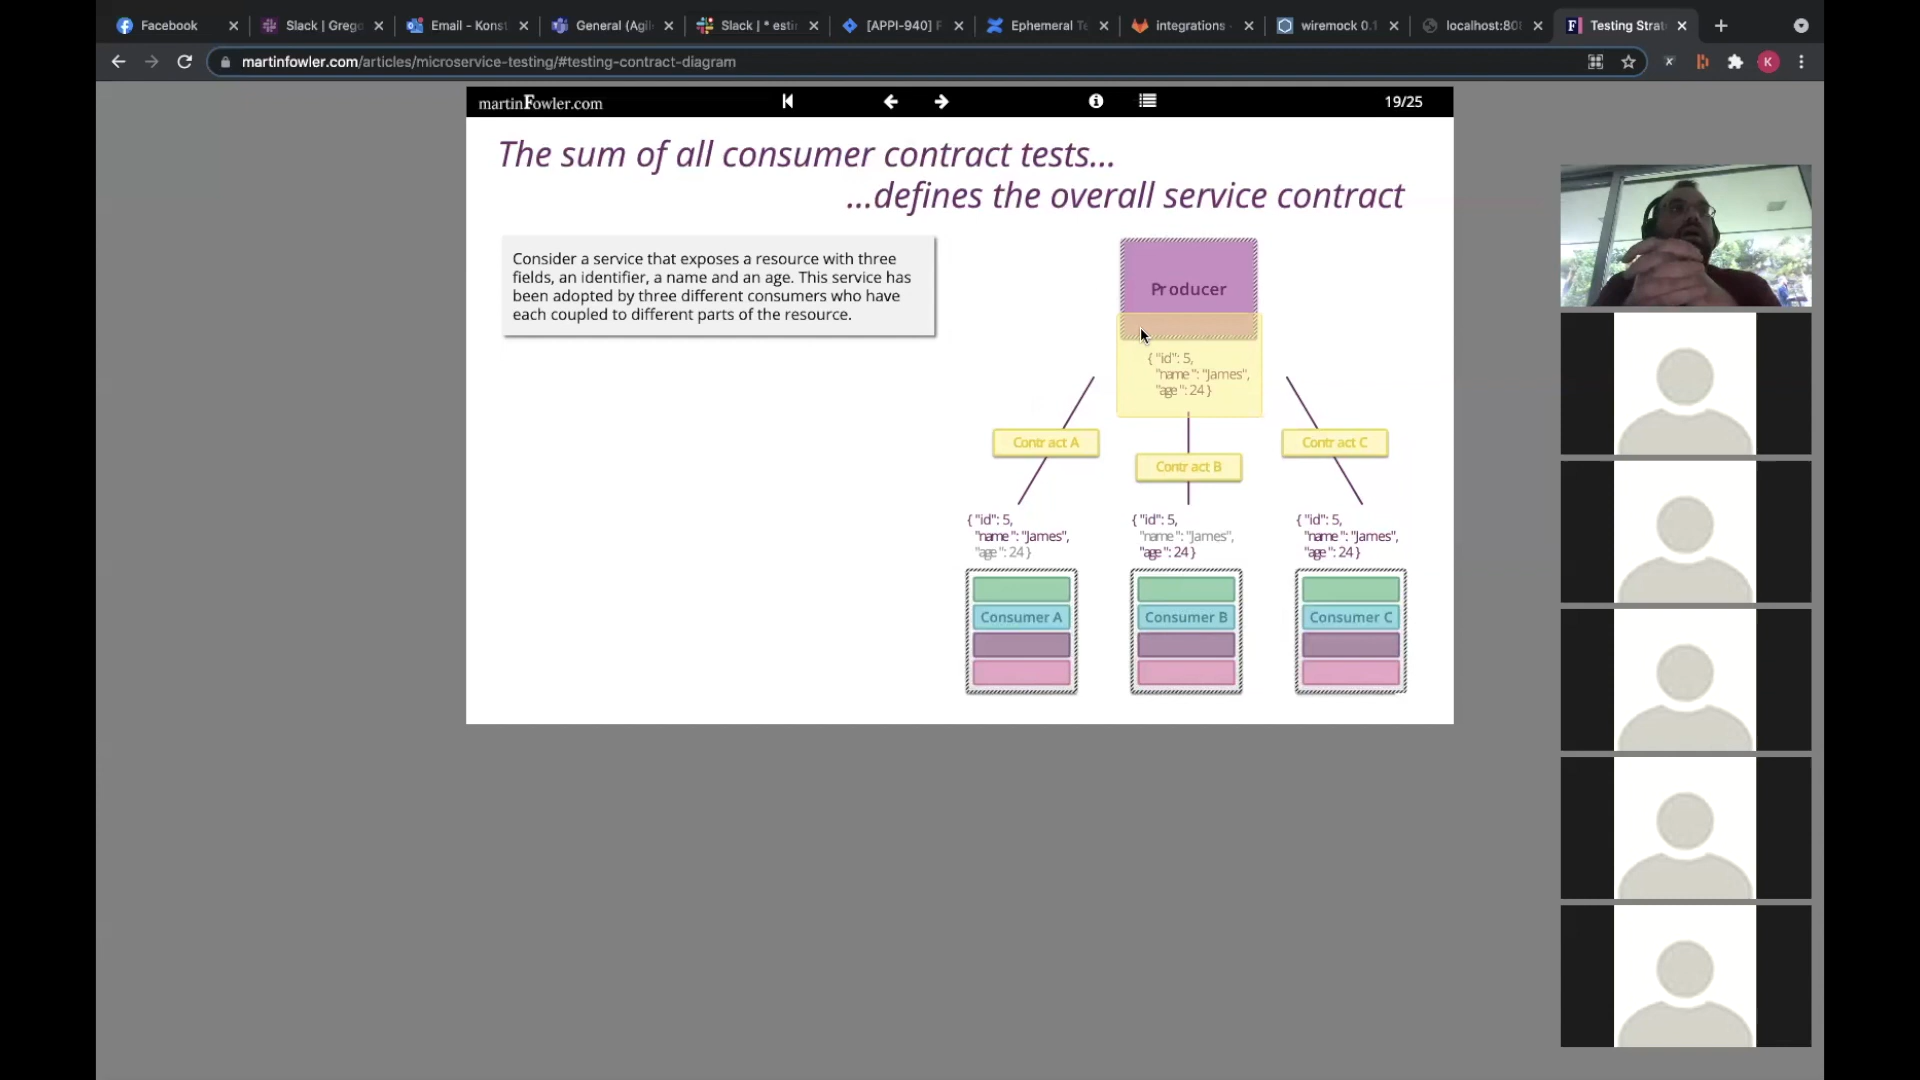 Facebook
Slack | Grego
Email - Konst
General (Agil
Slack | * esti
[APPI-940] F
Ephemeral Te
integrations
wiremock 0.1
localhost:808
Testing Strat
martinfowler.com/articles/microservice-testing/#testing-contract-diagram
K
martinFowler.com
19/25
The sum of all consumer contract tests...
...defines the overall service contract
Consider a service that exposes a resource with three
fields, an identifier, a name and an age. This service has
been adopted by three different consumers who have
each coupled to different parts of the resource.
Producer
{ "id": 5,
"name": "James",
"age": 24 }
Contract A
Contract B
Contract C
{ "id": 5,
"name": "James",
"age": 24 }
{ "id": 5,
"name": "James",
"age": 24 }
{ "id": 5,
"name": "James",
"age": 24 }
Consumer A
Consumer B
Consumer C